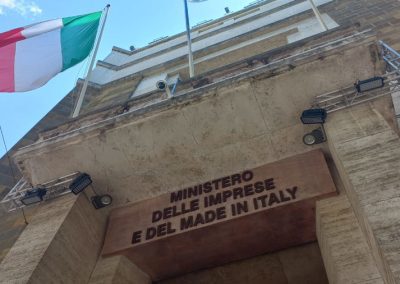 MINISTERO
DELLE IMPRESE
E DEL MADE IN ITALY